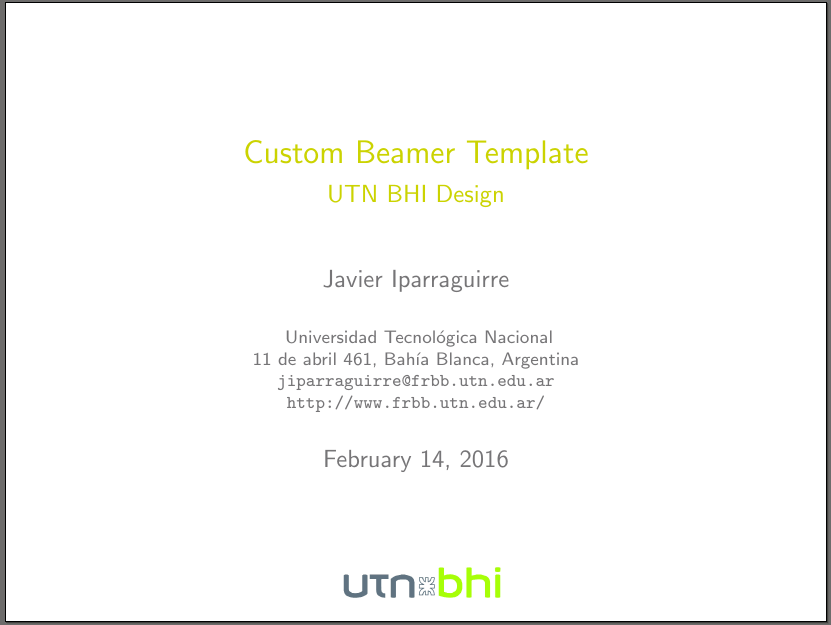 Custom Beamer Template
UTN BHI Design
Javier Iparraguirre
Universidad Tecnológica Nacional
11 de abril 461, Bahía Blanca, Argentina
jiparraguirre@frbb.utn.edu.ar
http://www.frbb.utn.edu.ar/
February 14, 2016
utn bhi